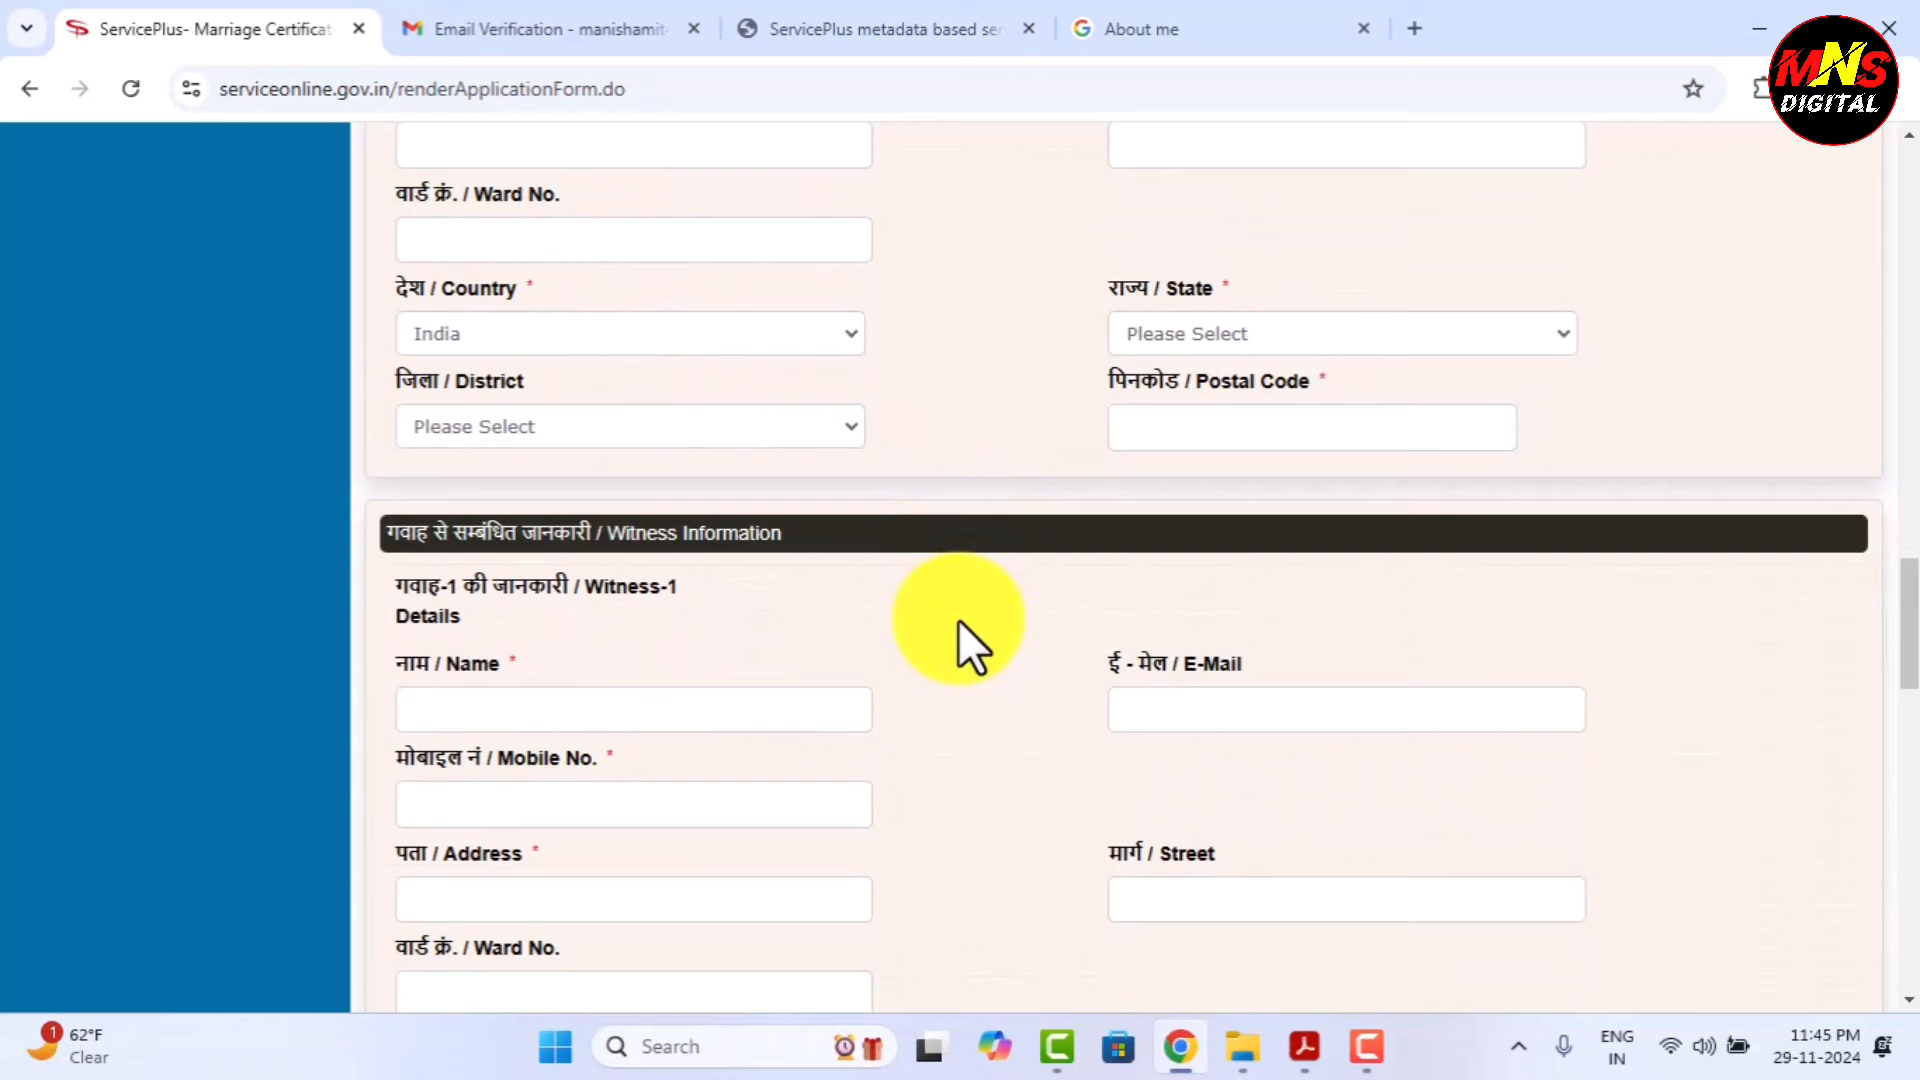 ServicePlus- Marriage Certificat
Email Verification - manishamit
ServicePlus metadata based ser
About me
serviceonline.gov.in/renderApplicationForm.do
MNS
DIGITAL
वार्ड क्रं. / Ward No.
देश / Country *
राज्य / State *
India
Please Select
जिला / District
पिनकोड / Postal Code *
Please Select
गवाह से सम्बंधित जानकारी / Witness Information
गवाह-1 की जानकारी / Witness-1
Details
नाम / Name *
ई - मेल / E-Mail
मोबाइल नं / Mobile No. *
पता / Address *
मार्ग / Street
वार्ड क्रं. / Ward No.
1
62°F
Clear
Search
ENG
IN
11:45 PM
29-11-2024